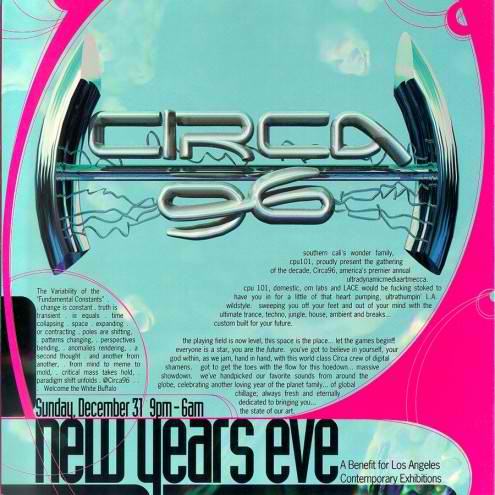 CIRCA
96
southern cali's wonder family,
cpu101, proudly present the gathering
of the decade, Circa96, america's premier annual
ultradynamicmediaartmecca.
cpu 101, domestic, om labs and LACE would be fucking stoked to
have you in for a little of that heart pumping, ultrathumpin' L.A.
wildstyle. sweeping you off your feet and out of your mind with the
ultimate trance, techno, jungle, house, ambient and breaks...
custom built for your future.
the playing field is now level, this space is the place... let the games begin!!
everyone is a star, you are the future. you've got to believe in yourself, your
god within, as we jam, hand in hand, with this world class Circa crew of digital
shamens. got to get the toes with the flow for this hoedown... massive
showdown. we've handpicked our favorite sounds from around the
globe, celebrating another loving year of the planet family... of global
chillage, always fresh and eternally
dedicated to bringing you...
the state of our art.
The Variability of the
"Fundamental Constants" ..
change is constant . truth is
transient . is equals . time
collapsing . space . expanding .
or contracting . poles are shifting,
. patterns changing, . perspectives
bending, . anomalies rendering, . a
second thought . and another from
another, . from mind to meme to
mold, . critical mass takes hold,
paradigm shift unfolds . @Circa96 . .
Welcome the White Buffalo
Sunday, December 31 9pm-6am
new years eve
A Benefit for Los Angeles
Contemporary Exhibitions